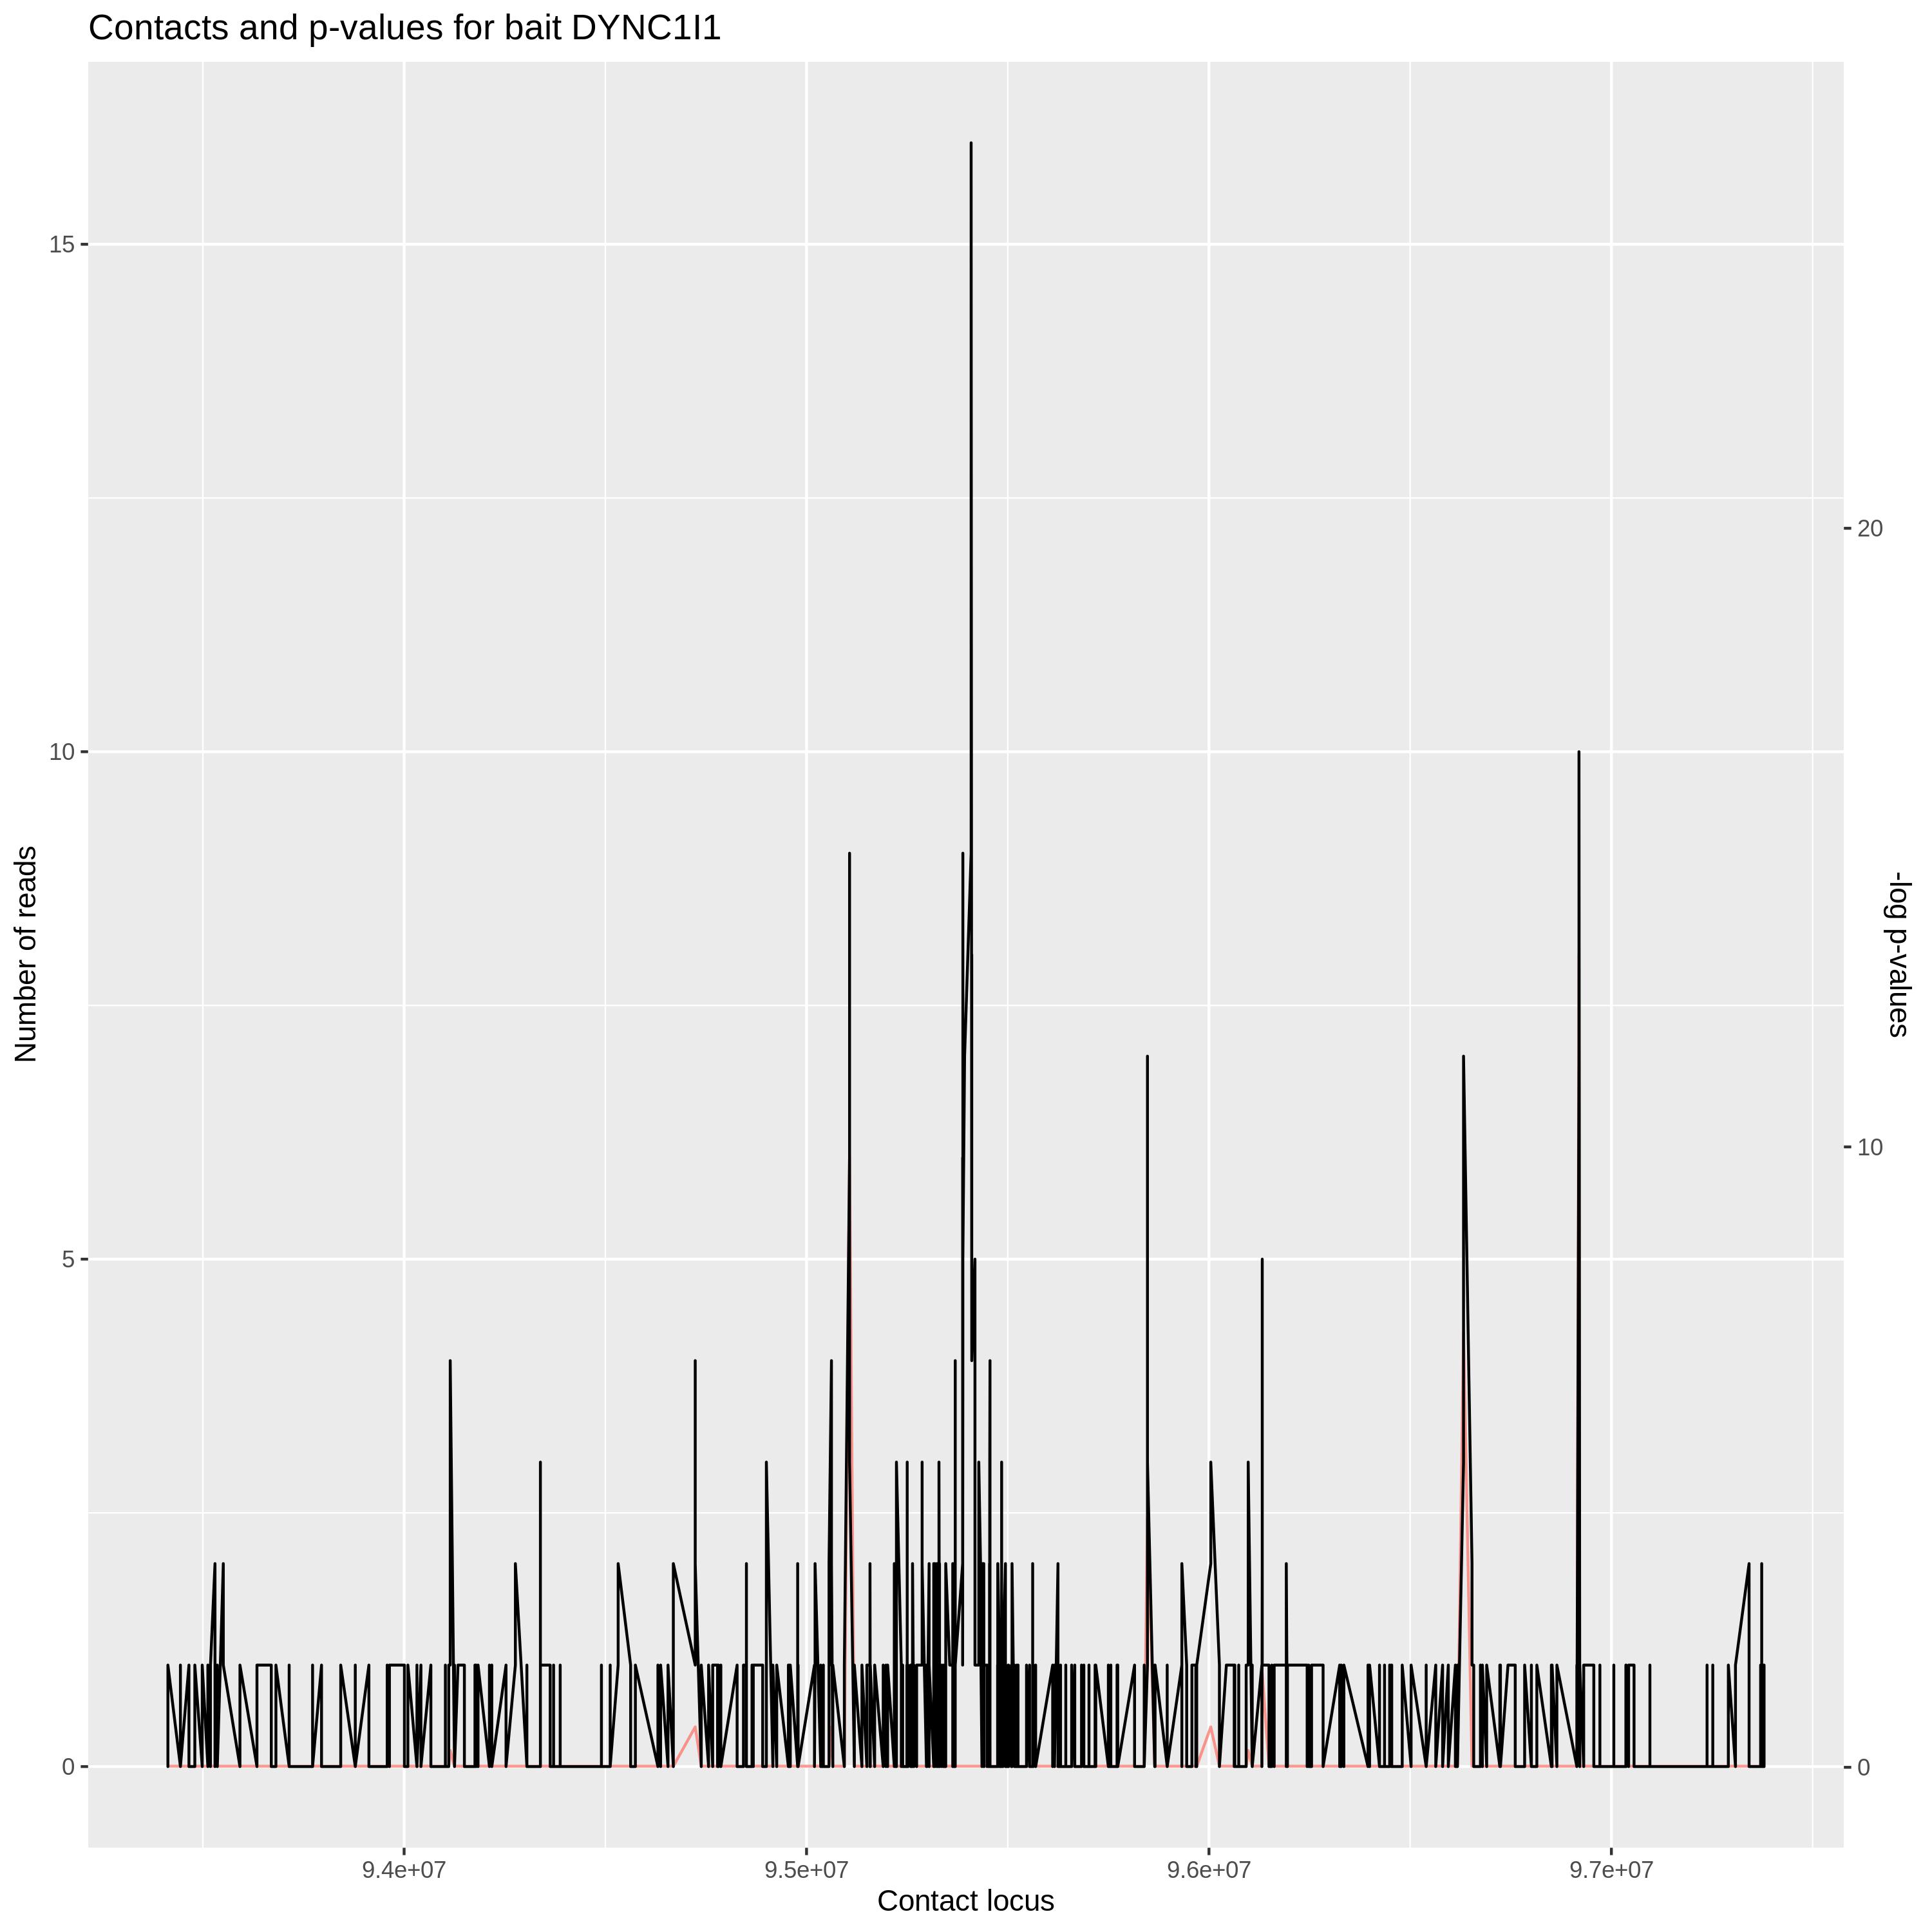 Contacts and p-values for bait DYNC1I1
15
10
5
0
Number of reads
20
10
0
-log p-values
9.4e+07
9.5e+07
9.6e+07
9.7e+07
Contact locus